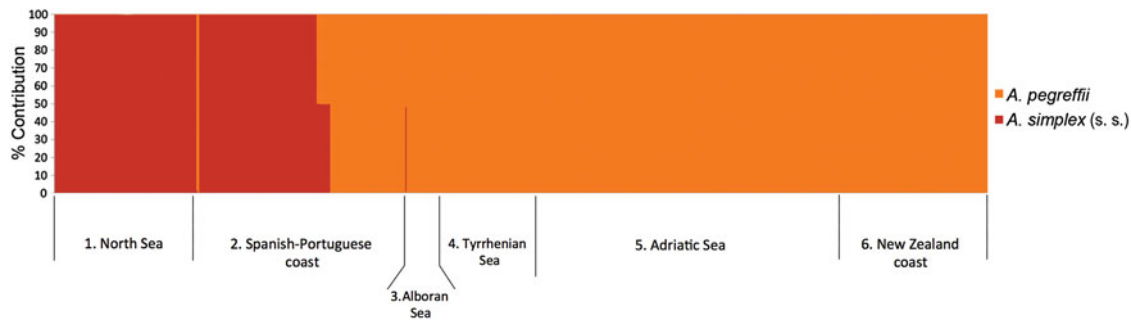 % Contribution
100
90
80
70
60
50
40
30
20
10
0
A. pegreffii
A. simplex (s. s.)
1. North Sea
2. Spanish-Portuguese
coast
3.Alboran
Sea
4. Tyrrhenian
Sea
5. Adriatic Sea
6. New Zealand
coast